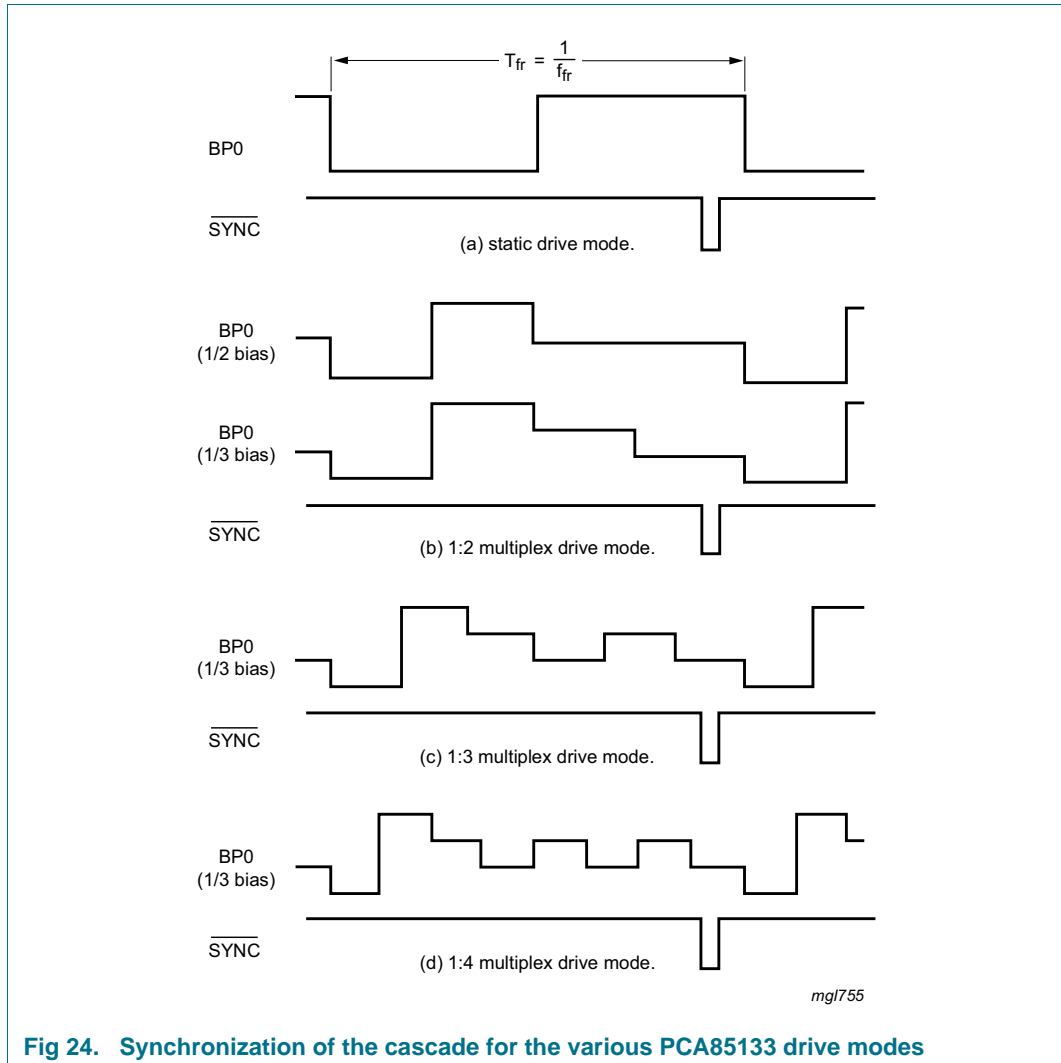 T_fr = 1/f_fr
BP0
SYNC
(a) static drive mode.
BP0
(1/2 bias)
BP0
(1/3 bias)
SYNC
(b) 1:2 multiplex drive mode.
BP0
(1/3 bias)
SYNC
(c) 1:3 multiplex drive mode.
BP0
(1/3 bias)
SYNC
(d) 1:4 multiplex drive mode.
mgl755
Fig 24. Synchronization of the cascade for the various PCA85133 drive modes